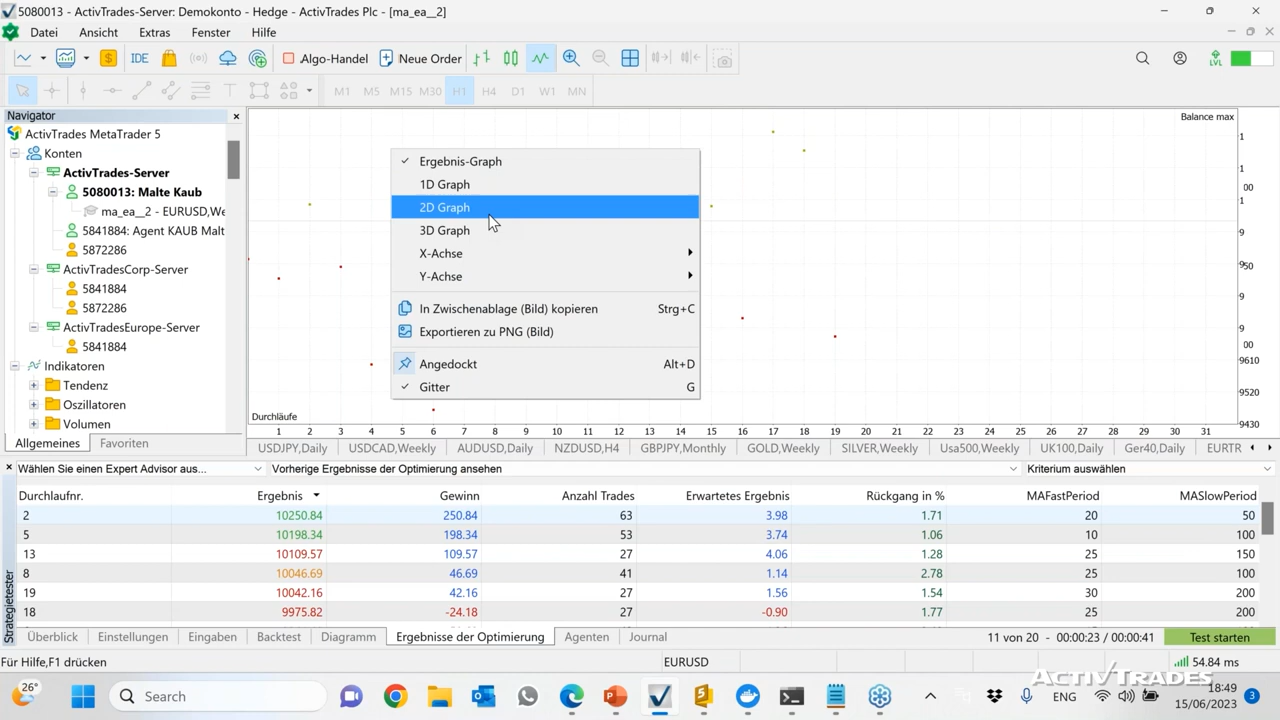 5080013 - ActivTrades-Server: Demokonto - Hedge - ActivTrades Plc - [ma_ea__2]
Datei Ansicht Extras Fenster Hilfe
IDE Algo-Handel Neue Order LVL
M1 M5 M15 M30 H1 H4 D1 W1 MN
Navigator
ActivTrades MetaTrader 5
Konten
ActivTrades-Server
5080013: Malte Kaub
ma_ea__2 - EURUSD,We
5841884: Agent KAUB Malt
5872286
ActivTradesCorp-Server
5841884
5872286
ActivTradesEurope-Server
5841884
Indikatoren
Tendenz
Oszillatoren
Volumen
Allgemeines Favoriten
Balance max
1
1
00
1
9
950
9
9
00
9610
9520
9430
Ergebnis-Graph
1D Graph
2D Graph
3D Graph
X-Achse
Y-Achse
In Zwischenablage (Bild) kopieren Strg+C
Exportieren zu PNG (Bild)
Angedockt Alt+D
Gitter G
Durchläufe
1 2 3 4 5 6 7 8 9 10 11 12 13 14 15 16 17 18 19 20 21 22 23 24 25 26 27 28 29 30 31
USDJPY,Daily USDCAD,Weekly AUDUSD,Daily NZDUSD,H4 GBPJPY,Monthly GOLD,Weekly SILVER,Weekly Usa500,Weekly UK100,Daily Ger40,Daily EURTR
Wählen Sie einen Expert Advisor aus... Vorherige Ergebnisse der Optimierung ansehen Kriterium auswählen
Durchlaufnr. Ergebnis Gewinn Anzahl Trades Erwartetes Ergebnis Rückgang in % MAFastPeriod MASlowPeriod
2 10250.84 250.84 63 3.98 1.71 20 50
5 10198.34 198.34 53 3.74 1.06 10 100
13 10109.57 109.57 27 4.06 1.28 25 150
8 10046.69 46.69 41 1.14 2.78 25 100
19 10042.16 42.16 27 1.56 1.54 30 200
18 9975.82 -24.18 27 -0.90 1.77 25 200
Strategietester
Überblick Einstellungen Eingaben Backtest Diagramm Ergebnisse der Optimierung Agenten Journal 11 von 20 - 00:00:23 / 00:00:41 Test starten
Für Hilfe,F1 drücken EURUSD 54.84 ms
ACTIVTRADES
26° Search ENG 18:49
15/06/2023 3